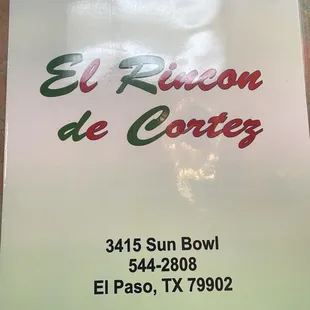 El Rincon
de Cortez
3415 Sun Bowl
544-2808
El Paso, TX 79902